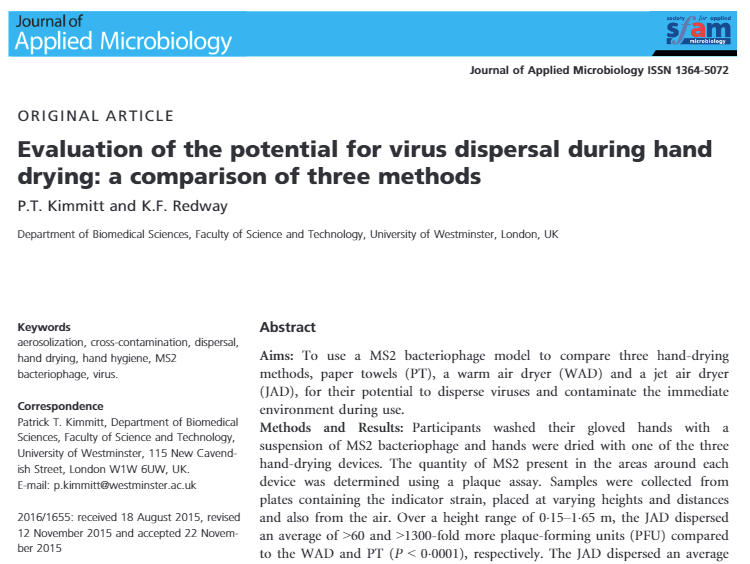 Journal of
Applied Microbiology
society for applied
sfam
microbiology
Journal of Applied Microbiology ISSN 1364-5072
ORIGINAL ARTICLE
Evaluation of the potential for virus dispersal during hand
drying: a comparison of three methods
P.T. Kimmitt and K.F. Redway
Department of Biomedical Sciences, Faculty of Science and Technology, University of Westminster, London, UK
Keywords
aerosolization, cross-contamination, dispersal,
hand drying, hand hygiene, MS2
bacteriophage, virus.
Correspondence
Patrick T. Kimmitt, Department of Biomedical
Sciences, Faculty of Science and Technology,
University of Westminster, 115 New Cavend-
ish Street, London W1W 6UW, UK.
E-mail: p.kimmitt@westminster.ac.uk
2016/1655: received 18 August 2015, revised
12 November 2015 and accepted 22 Novem-
ber 2015
Abstract
Aims: To use a MS2 bacteriophage model to compare three hand-drying
methods, paper towels (PT), a warm air dryer (WAD) and a jet air dryer
(JAD), for their potential to disperse viruses and contaminate the immediate
environment during use.
Methods and Results: Participants washed their gloved hands with a
suspension of MS2 bacteriophage and hands were dried with one of the three
hand-drying devices. The quantity of MS2 present in the areas around each
device was determined using a plaque assay. Samples were collected from
plates containing the indicator strain, placed at varying heights and distances
and also from the air. Over a height range of 0·15–1·65 m, the JAD dispersed
an average of >60 and >1300-fold more plaque-forming units (PFU) compared
to the WAD and PT (P < 0·0001), respectively. The JAD dispersed an average